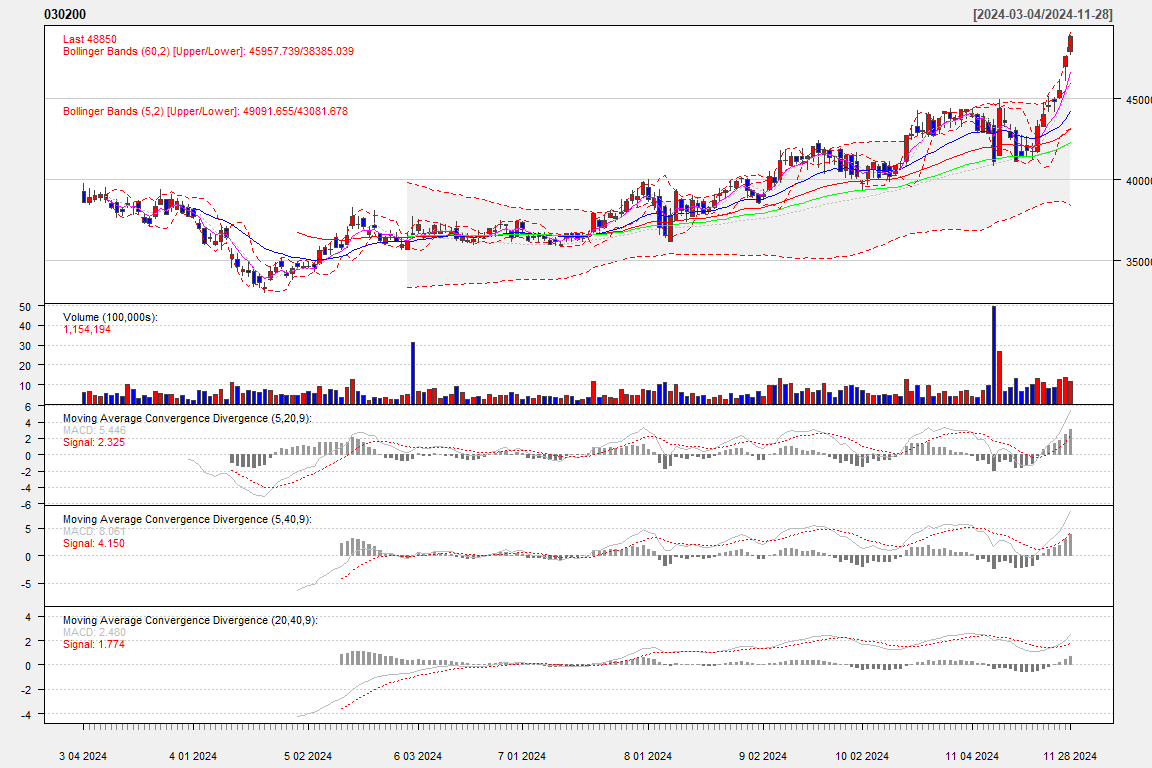 030200
[2024-03-04/2024-11-28]
Last 48850
Bollinger Bands (60,2) [Upper/Lower]: 45957.739/38385.039
Bollinger Bands (5,2) [Upper/Lower]: 49091.655/43081.678
45000
40000
35000
Volume (100,000s):
1,154,194
50
40
30
20
10
Moving Average Convergence Divergence (5,20,9):
MACD: 5.446
Signal: 2.325
6
4
2
0
-2
-4
-6
Moving Average Convergence Divergence (5,40,9):
MACD: 8.061
Signal: 4.150
5
0
-5
Moving Average Convergence Divergence (20,40,9):
MACD: 2.480
Signal: 1.774
4
2
0
-2
-4
3 04 2024 4 01 2024 5 02 2024 6 03 2024 7 01 2024 8 01 2024 9 02 2024 10 02 2024 11 04 2024 11 28 2024